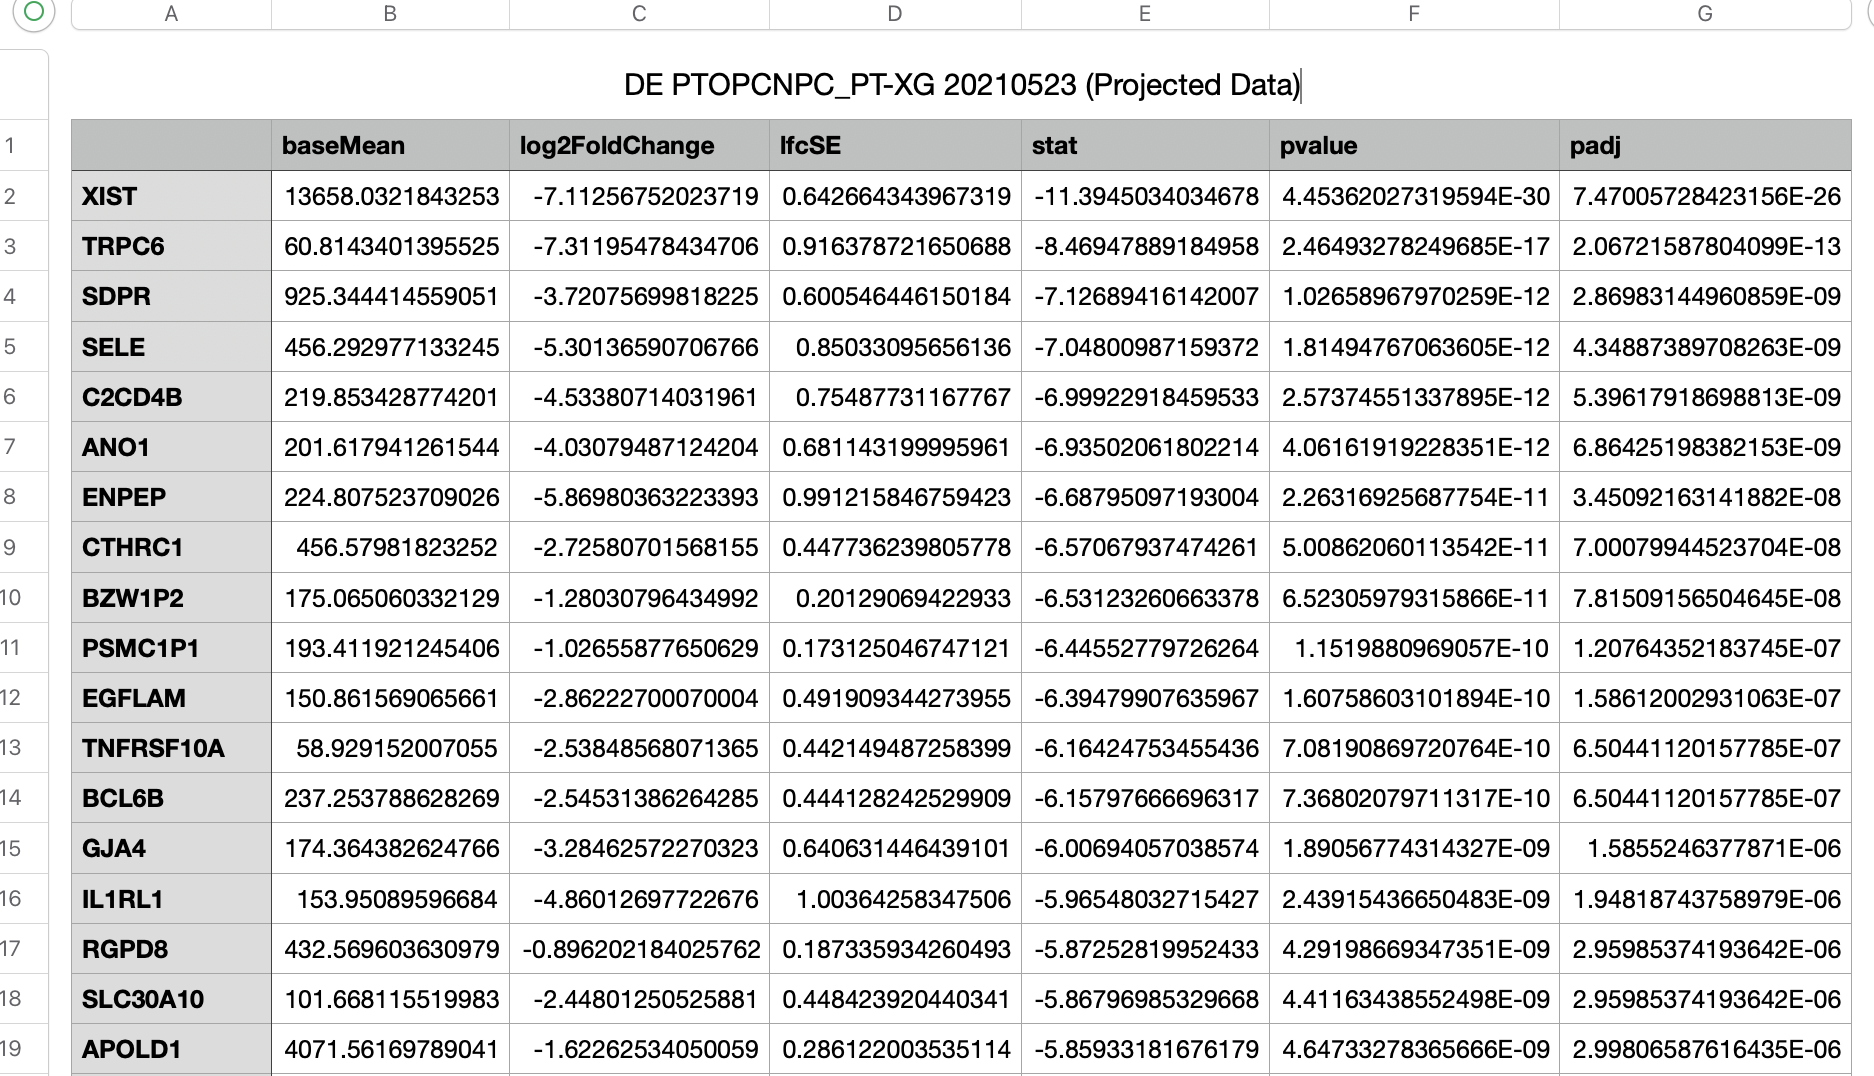 A B C D E F G
DE PTOPCNPC_PT-XG 20210523 (Projected Data)
1 baseMean log2FoldChange lfcSE stat pvalue padj
2 XIST 13658.0321843253 -7.11256752023719 0.642664343967319 -11.3945034034678 4.45362027319594E-30 7.47005728423156E-26
3 TRPC6 60.8143401395525 -7.31195478434706 0.916378721650688 -8.46947889184958 2.46493278249685E-17 2.06721587804099E-13
4 SDPR 925.344414559051 -3.72075699818225 0.600546446150184 -7.12689416142007 1.02658967970259E-12 2.86983144960859E-09
5 SELE 456.292977133245 -5.30136590706766 0.850330956561​36 -7.04800987159372 1.81494767063605E-12 4.34887389708263E-09
6 C2CD4B 219.853428774201 -4.53380714031961 0.75487731167767 -6.99922918459533 2.57374551337895E-12 5.39617918698813E-09
7 ANO1 201.617941261544 -4.03079487124204 0.681143199995961 -6.93502061802214 4.06161919228351E-12 6.86425198382153E-09
8 ENPEP 224.807523709026 -5.86980363223393 0.991215846759423 -6.68795097193004 2.26316925687754E-11 3.45092163141882E-08
9 CTHRC1 456.57981823252 -2.72580701568155 0.447736239805778 -6.57067937474261 5.00862060113542E-11 7.00079944523704E-08
10 BZW1P2 175.065060332129 -1.28030796434992 0.20129069422933 -6.53123260663378 6.52305979315866E-11 7.81509156504645E-08
11 PSMC1P1 193.411921245406 -1.02655877650629 0.173125046747121 -6.44552779726264 1.1519880969057E-10 1.20764352183745E-07
12 EGFLAM 150.861569065661 -2.86222700070004 0.491909344273955 -6.39479907635967 1.60758603101894E-10 1.58612002931063E-07
13 TNFRSF10A 58.929152007055 -2.53848568071365 0.442149487258399 -6.16424753455436 7.08190869720764E-10 6.50441120157785E-07
14 BCL6B 237.253788628269 -2.54531386264285 0.444128242529909 -6.15797666696317 7.36802079711317E-10 6.50441120157785E-07
15 GJA4 174.364382624766 -3.28462572270323 0.640631446439101 -6.00694057038574 1.89056774314327E-09 1.5855246377871E-06
16 IL1RL1 153.95089596684 -4.86012697722676 1.00364258347506 -5.96548032715427 2.43915436650483E-09 1.94818743758979E-06
17 RGPD8 432.569603630979 -0.896202184025762 0.187335934260493 -5.87252819952433 4.29198669347351E-09 2.95985374193642E-06
18 SLC30A10 101.668115519983 -2.44801250525881 0.448423920440341 -5.86796985329668 4.41163438552498E-09 2.95985374193642E-06
19 APOLD1 4071.56169789041 -1.62262534050059 0.286122003535114 -5.85933181676179 4.64733278365666E-09 2.99806587616435E-06